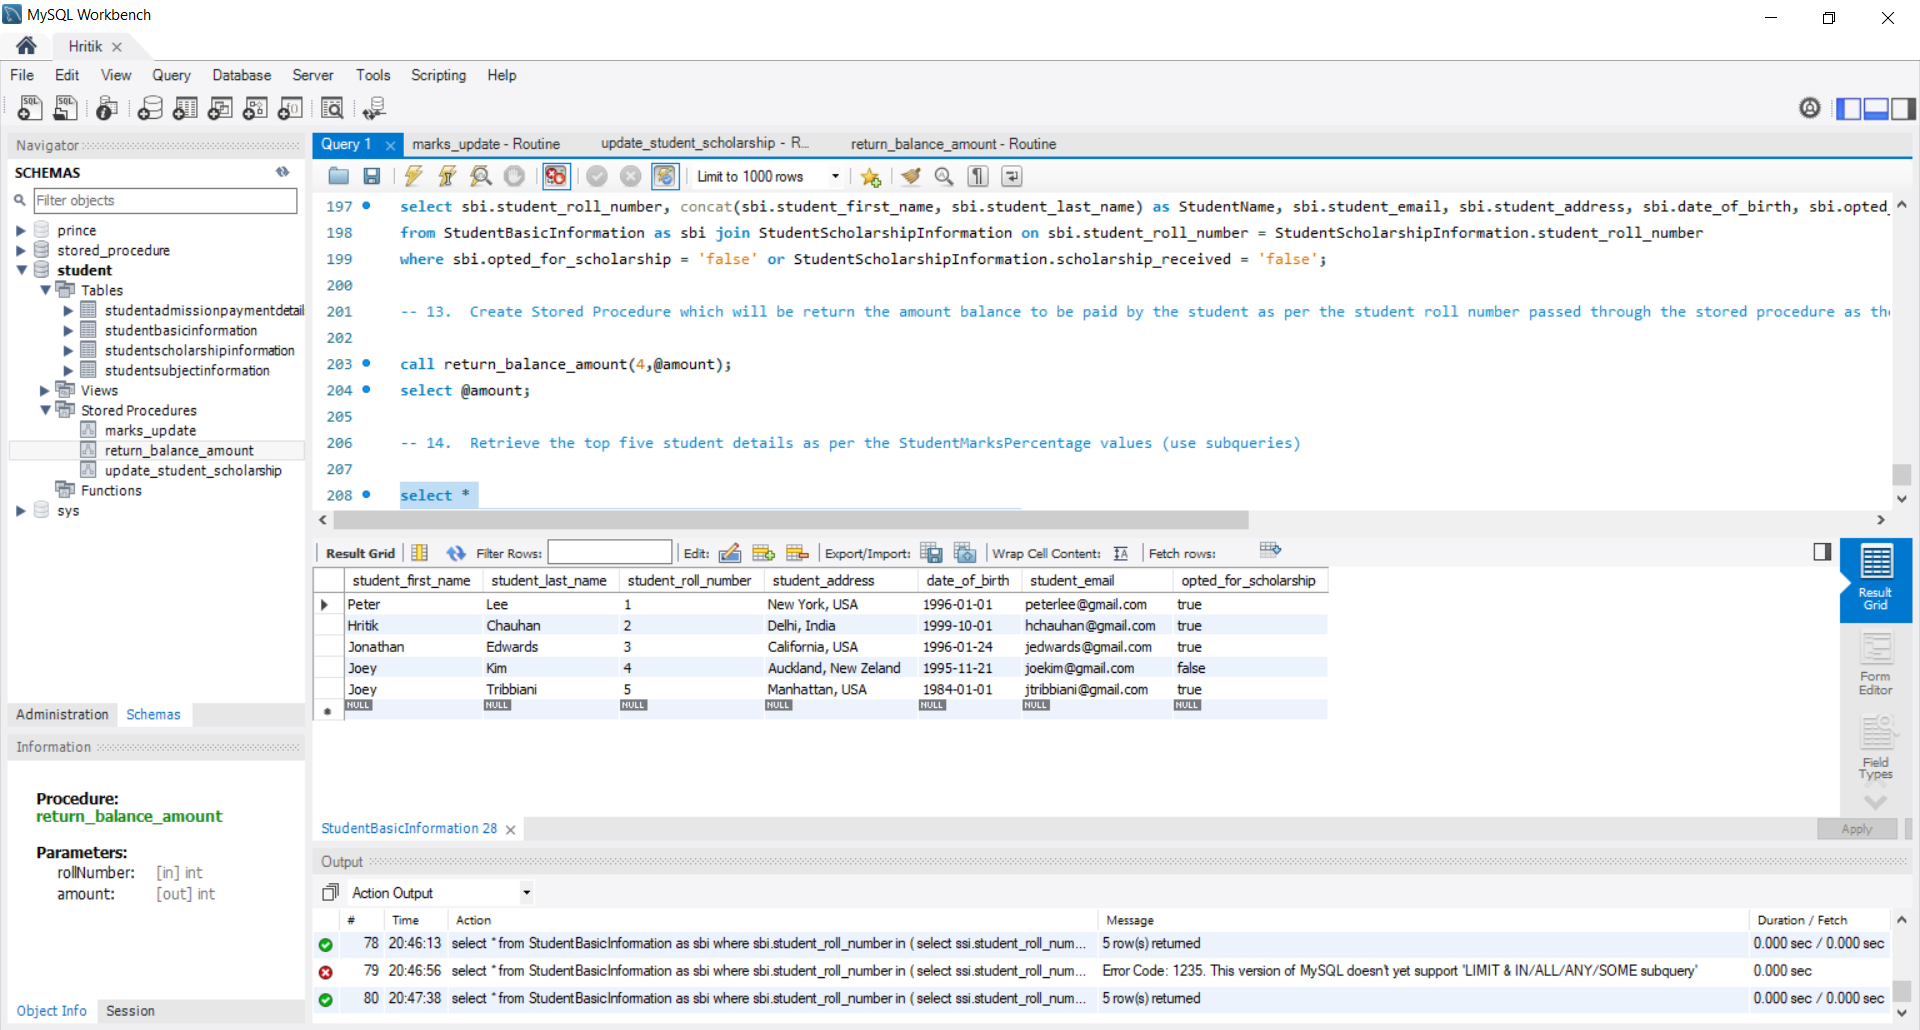 MySQL Workbench
Hritik
File Edit View Query Database Server Tools Scripting Help
Navigator
SCHEMAS
Filter objects
prince
stored_procedure
student
Tables
studentadmissionpaymentdetail
studentbasicinformation
studentscholarshipinformation
studentsubjectinformation
Views
Stored Procedures
marks_update
return_balance_amount
update_student_scholarship
Functions
sys
Administration Schemas
Information
Procedure:
return_balance_amount
Parameters:
rollNumber: [in] int
amount: [out] int
Object Info Session
Query 1 marks_update - Routine update_student_scholarship - R... return_balance_amount - Routine
Limit to 1000 rows
197 select sbi.student_roll_number, concat(sbi.student_first_name, sbi.student_last_name) as StudentName, sbi.student_email, sbi.student_address, sbi.date_of_birth, sbi.opted_
198 from StudentBasicInformation as sbi join StudentScholarshipInformation on sbi.student_roll_number = StudentScholarshipInformation.student_roll_number
199 where sbi.opted_for_scholarship = 'false' or StudentScholarshipInformation.scholarship_received = 'false';
200
201 -- 13. Create Stored Procedure which will be return the amount balance to be paid by the student as per the student roll number passed through the stored procedure as the
202
203 call return_balance_amount(4,@amount);
204 select @amount;
205
206 -- 14. Retrieve the top five student details as per the StudentMarksPercentage values (use subqueries)
207
208 select *
Result Grid Filter Rows: Edit: Export/Import: Wrap Cell Content: Fetch rows:
student_first_name student_last_name student_roll_number student_address date_of_birth student_email opted_for_scholarship
Peter Lee 1 New York, USA 1996-01-01 peterlee@gmail.com true
Hritik Chauhan 2 Delhi, India 1999-10-01 hchauhan@gmail.com true
Jonathan Edwards 3 California, USA 1996-01-24 jedwards@gmail.com true
Joey Kim 4 Auckland, New Zeland 1995-11-21 joekim@gmail.com false
Joey Tribbiani 5 Manhattan, USA 1984-01-01 jtribbiani@gmail.com true
NULL NULL NULL NULL NULL NULL NULL
Result Grid
Form Editor
Field Types
StudentBasicInformation 28
Apply
Output
Action Output
# Time Action Message Duration / Fetch
78 20:46:13 select * from StudentBasicInformation as sbi where sbi.student_roll_number in ( select ssi.student_roll_num... 5 row(s) returned 0.000 sec / 0.000 sec
79 20:46:56 select * from StudentBasicInformation as sbi where sbi.student_roll_number in ( select ssi.student_roll_num... Error Code: 1235. This version of MySQL doesn't yet support 'LIMIT & IN/ALL/ANY/SOME subquery' 0.000 sec
80 20:47:38 select * from StudentBasicInformation as sbi where sbi.student_roll_number in ( select ssi.student_roll_num... 5 row(s) returned 0.000 sec / 0.000 sec